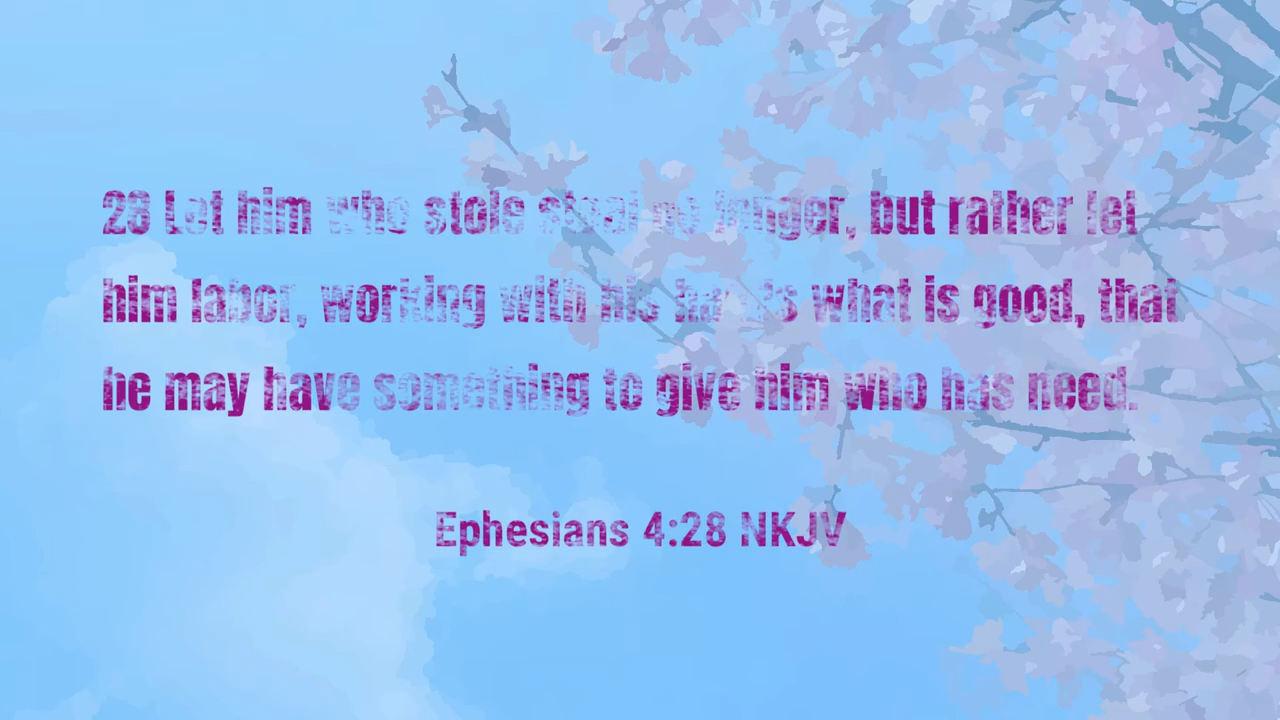 28 Let him who stole steal no longer, but rather let
him labor, working with his hands what is good, that
he may have something to give him who has need.
Ephesians 4:28 NKJV